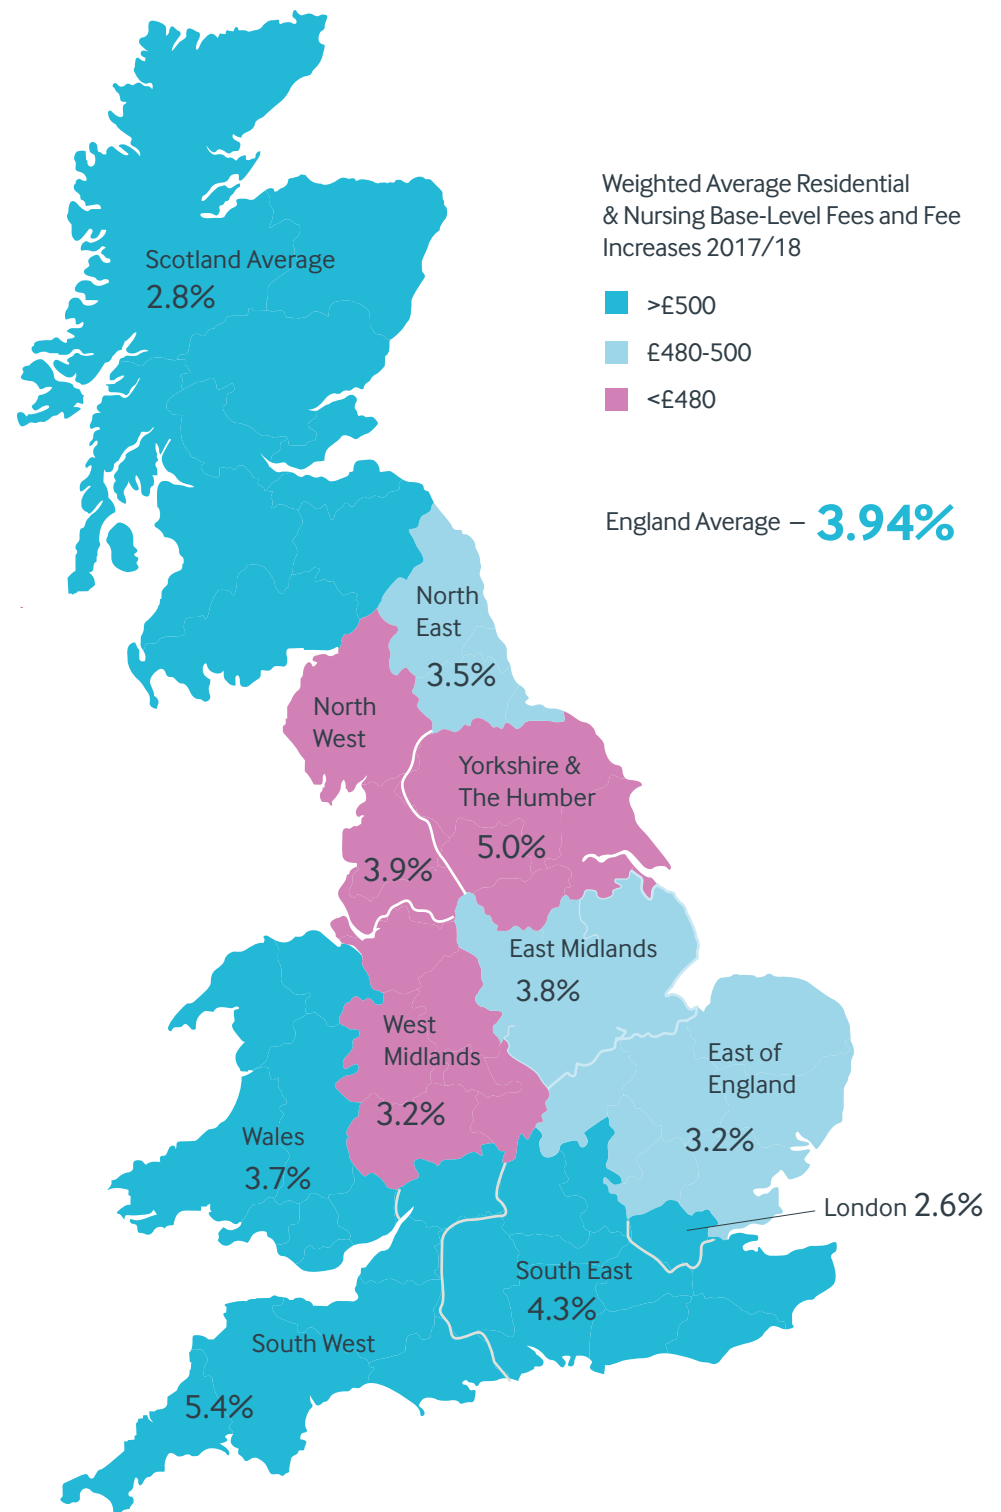 Weighted Average Residential
& Nursing Base-Level Fees and Fee
Increases 2017/18
>£500
£480-500
<£480
England Average – 3.94%
Scotland Average
2.8%
North
East
3.5%
North
West
3.9%
Yorkshire &
The Humber
5.0%
East Midlands
3.8%
West
Midlands
3.2%
East of
England
3.2%
Wales
3.7%
London 2.6%
South East
4.3%
South West
5.4%